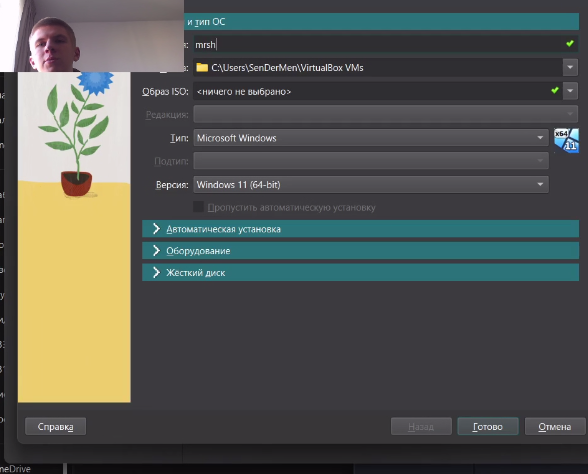 и тип ОС
mrsh
C:\Users\SenDerMen\VirtualBox VMs
Образ ISO: <ничего не выбрано>
Редакция:
Тип: Microsoft Windows
x64
11
Подтип:
Версия: Windows 11 (64-bit)
Пропустить автоматическую установку
Автоматическая установка
Оборудование
Жёсткий диск
Справка Назад Готово Отмена
neDrive